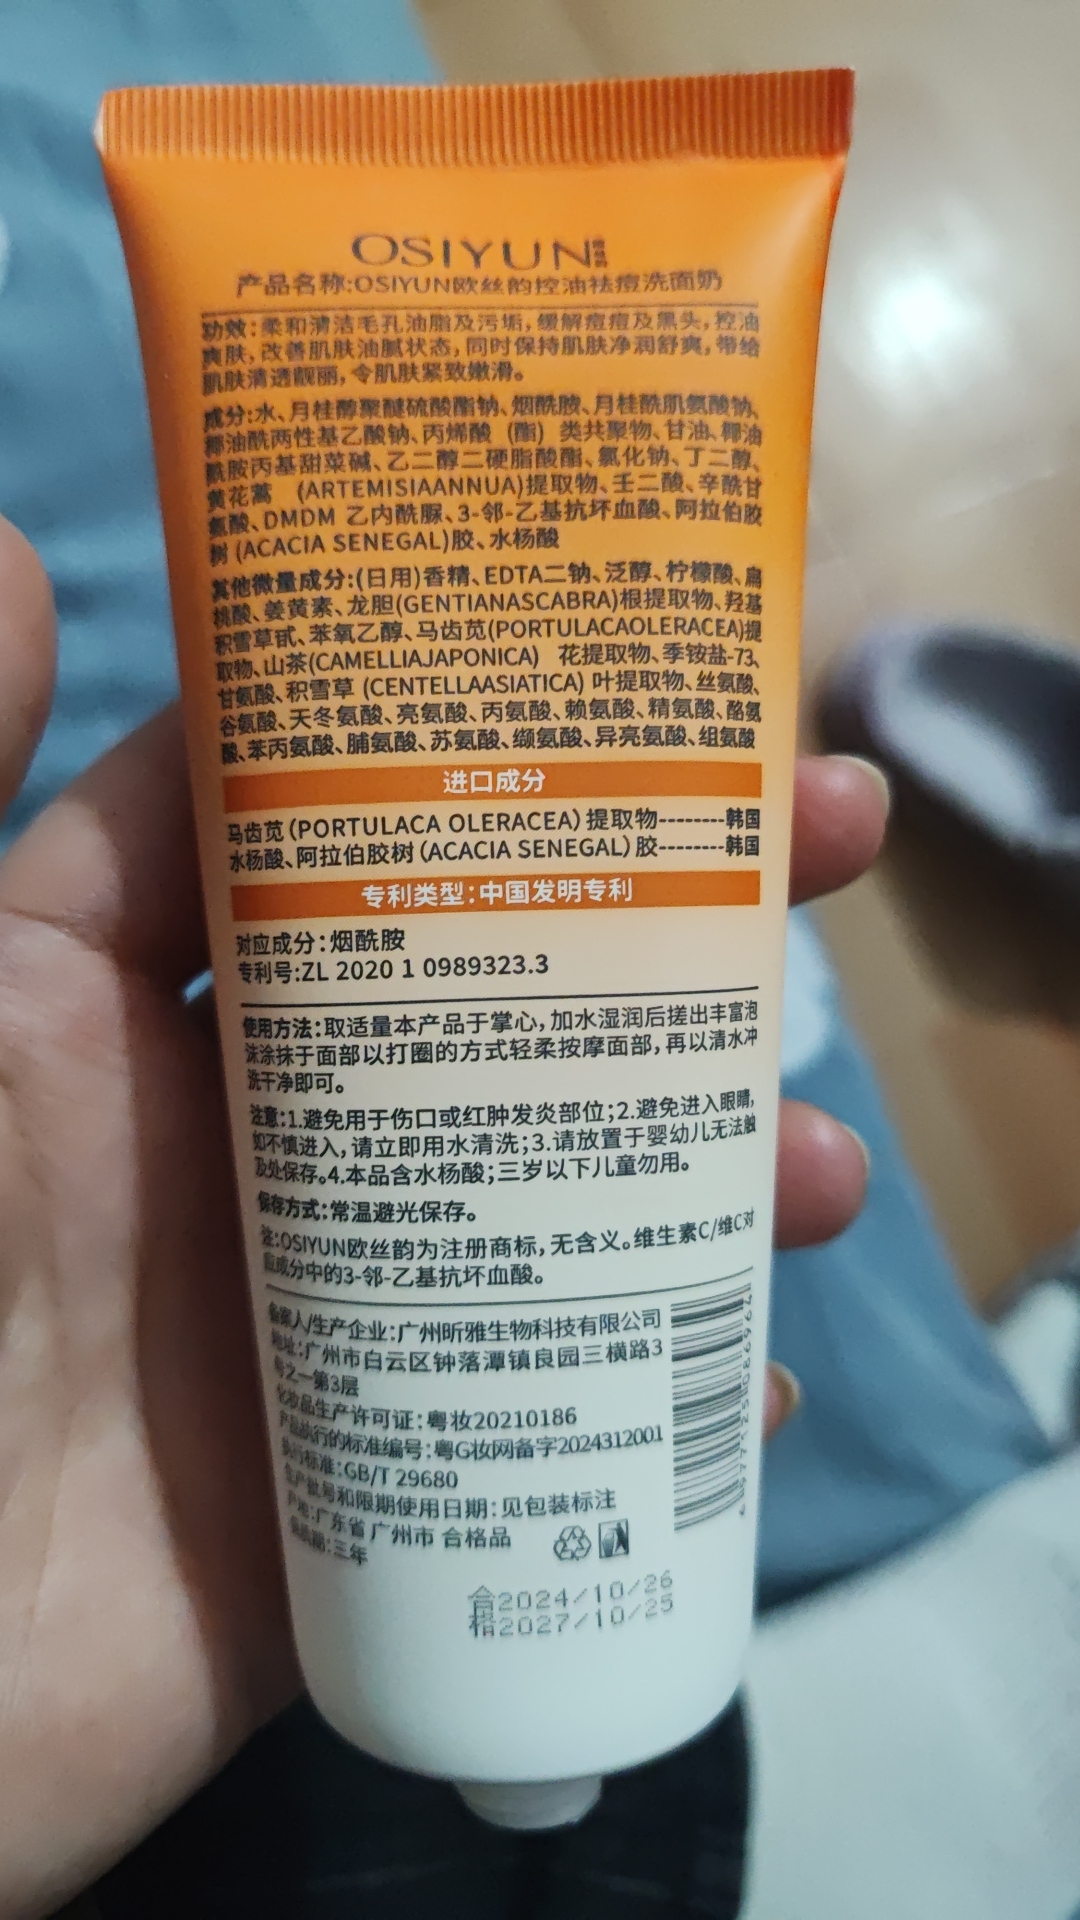 OSIYUN
产品名称:OSIYUN欧丝韵控油祛痘洗面奶
功效:柔和清洁毛孔油脂及污垢,缓解痘痘及黑头,控油
爽肤,改善肌肤油腻状态,同时保持肌肤净润舒爽,带给
肌肤清透靓丽,令肌肤紧致嫩滑。
成分:水、月桂醇聚醚硫酸酯钠、烟酰胺、月桂酰肌氨酸钠、
椰油酰两性基乙酸钠、丙烯酸(酯)类共聚物、甘油、椰油
酰胺丙基甜菜碱、乙二醇二硬脂酸酯、氯化钠、丁二醇、
黄花蒿 (ARTEMISIAANNUA)提取物、壬二酸、辛酰甘
氨酸、DMDM 乙内酰脲、3-邻-乙基抗坏血酸、阿拉伯胶
树 (ACACIA SENEGAL)胶、水杨酸
其他微量成分:(日用)香精、EDTA二钠、泛醇、柠檬酸、扁
桃酸、姜黄素、龙胆(GENTIANASCABRA)根提取物、羟基
积雪草甙、苯氧乙醇、马齿苋(PORTULACAOLERACEA)提
取物、山茶(CAMELLIAJAPONICA) 花提取物、季铵盐-73、
甘氨酸、积雪草 (CENTELLAASIATICA) 叶提取物、丝氨酸、
谷氨酸、天冬氨酸、亮氨酸、丙氨酸、赖氨酸、精氨酸、酪氨
酸、苯丙氨酸、脯氨酸、苏氨酸、缬氨酸、异亮氨酸、组氨酸
进口成分
马齿苋(PORTULACA OLERACEA)提取物--------韩国
水杨酸、阿拉伯胶树(ACACIA SENEGAL)胶--------韩国
专利类型:中国发明专利
对应成分:烟酰胺
专利号:ZL 2020 1 0989323.3
使用方法:取适量本产品于掌心,加水湿润后搓出丰富泡
沫涂抹于面部以打圈的方式轻柔按摩面部,再以清水冲
洗干净即可。
注意:1.避免用于伤口或红肿发炎部位;2.避免进入眼睛,
如不慎进入,请立即用水清洗;3.请放置于婴幼儿无法触
及处保存。4.本品含水杨酸;三岁以下儿童勿用。
保存方式:常温避光保存。
注:OSIYUN欧丝韵为注册商标,无含义。维生素C/维C对
应成分中的3-邻-乙基抗坏血酸。
备案人/生产企业:广州昕雅生物科技有限公司
地址:广州市白云区钟落潭镇良园三横路3
号之一第3层
化妆品生产许可证:粤妆20210186
产品执行的标准编号:粤G妆网备字2024312001
执行标准:GB/T 29680
生产批号和限期使用日期:见包装标注
产地:广东省 广州市 合格品
保质期:三年
合2024/10/26
格2027/10/25